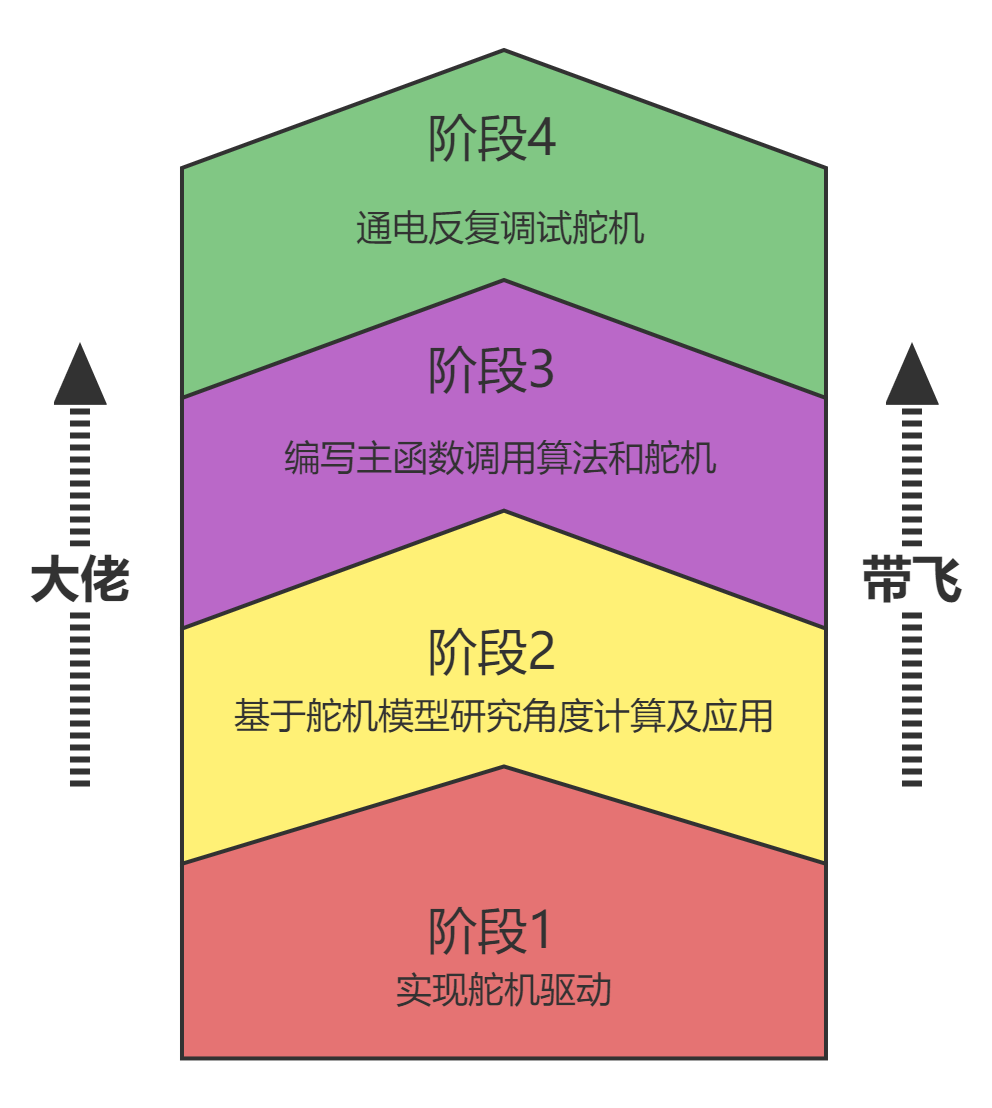 阶段4
通电反复调试舵机
阶段3
编写主函数调用算法和舵机
大佬
带飞
阶段2
基于舵机模型研究角度计算及应用
阶段1
实现舵机驱动